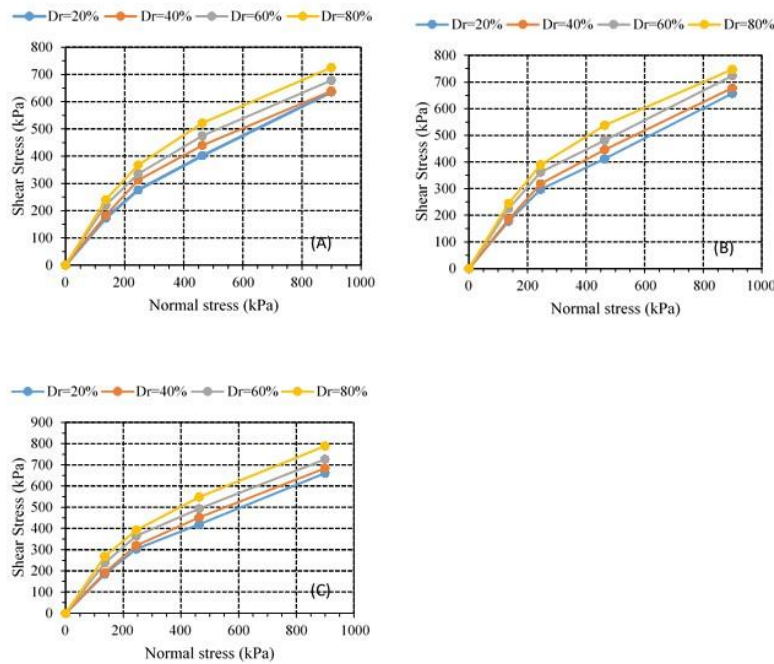 Dr=20% Dr=40% Dr=60% Dr=80%
800
700
600
500
400
300
200
100
0
Shear Stress (kPa)
(A)
0 200 400 600 800 1000
Normal stress (kPa)
Dr=20% Dr=40% Dr=60% Dr=80%
800
700
600
500
400
300
200
100
0
Shear Stress (kPa)
(B)
0 200 400 600 800 1000
Normal stress (kPa)
Dr=20% Dr=40% Dr=60% Dr=80%
900
800
700
600
500
400
300
200
100
0
Shear Stress (kPa)
(C)
0 200 400 600 800 1000
Normal stress (kPa)